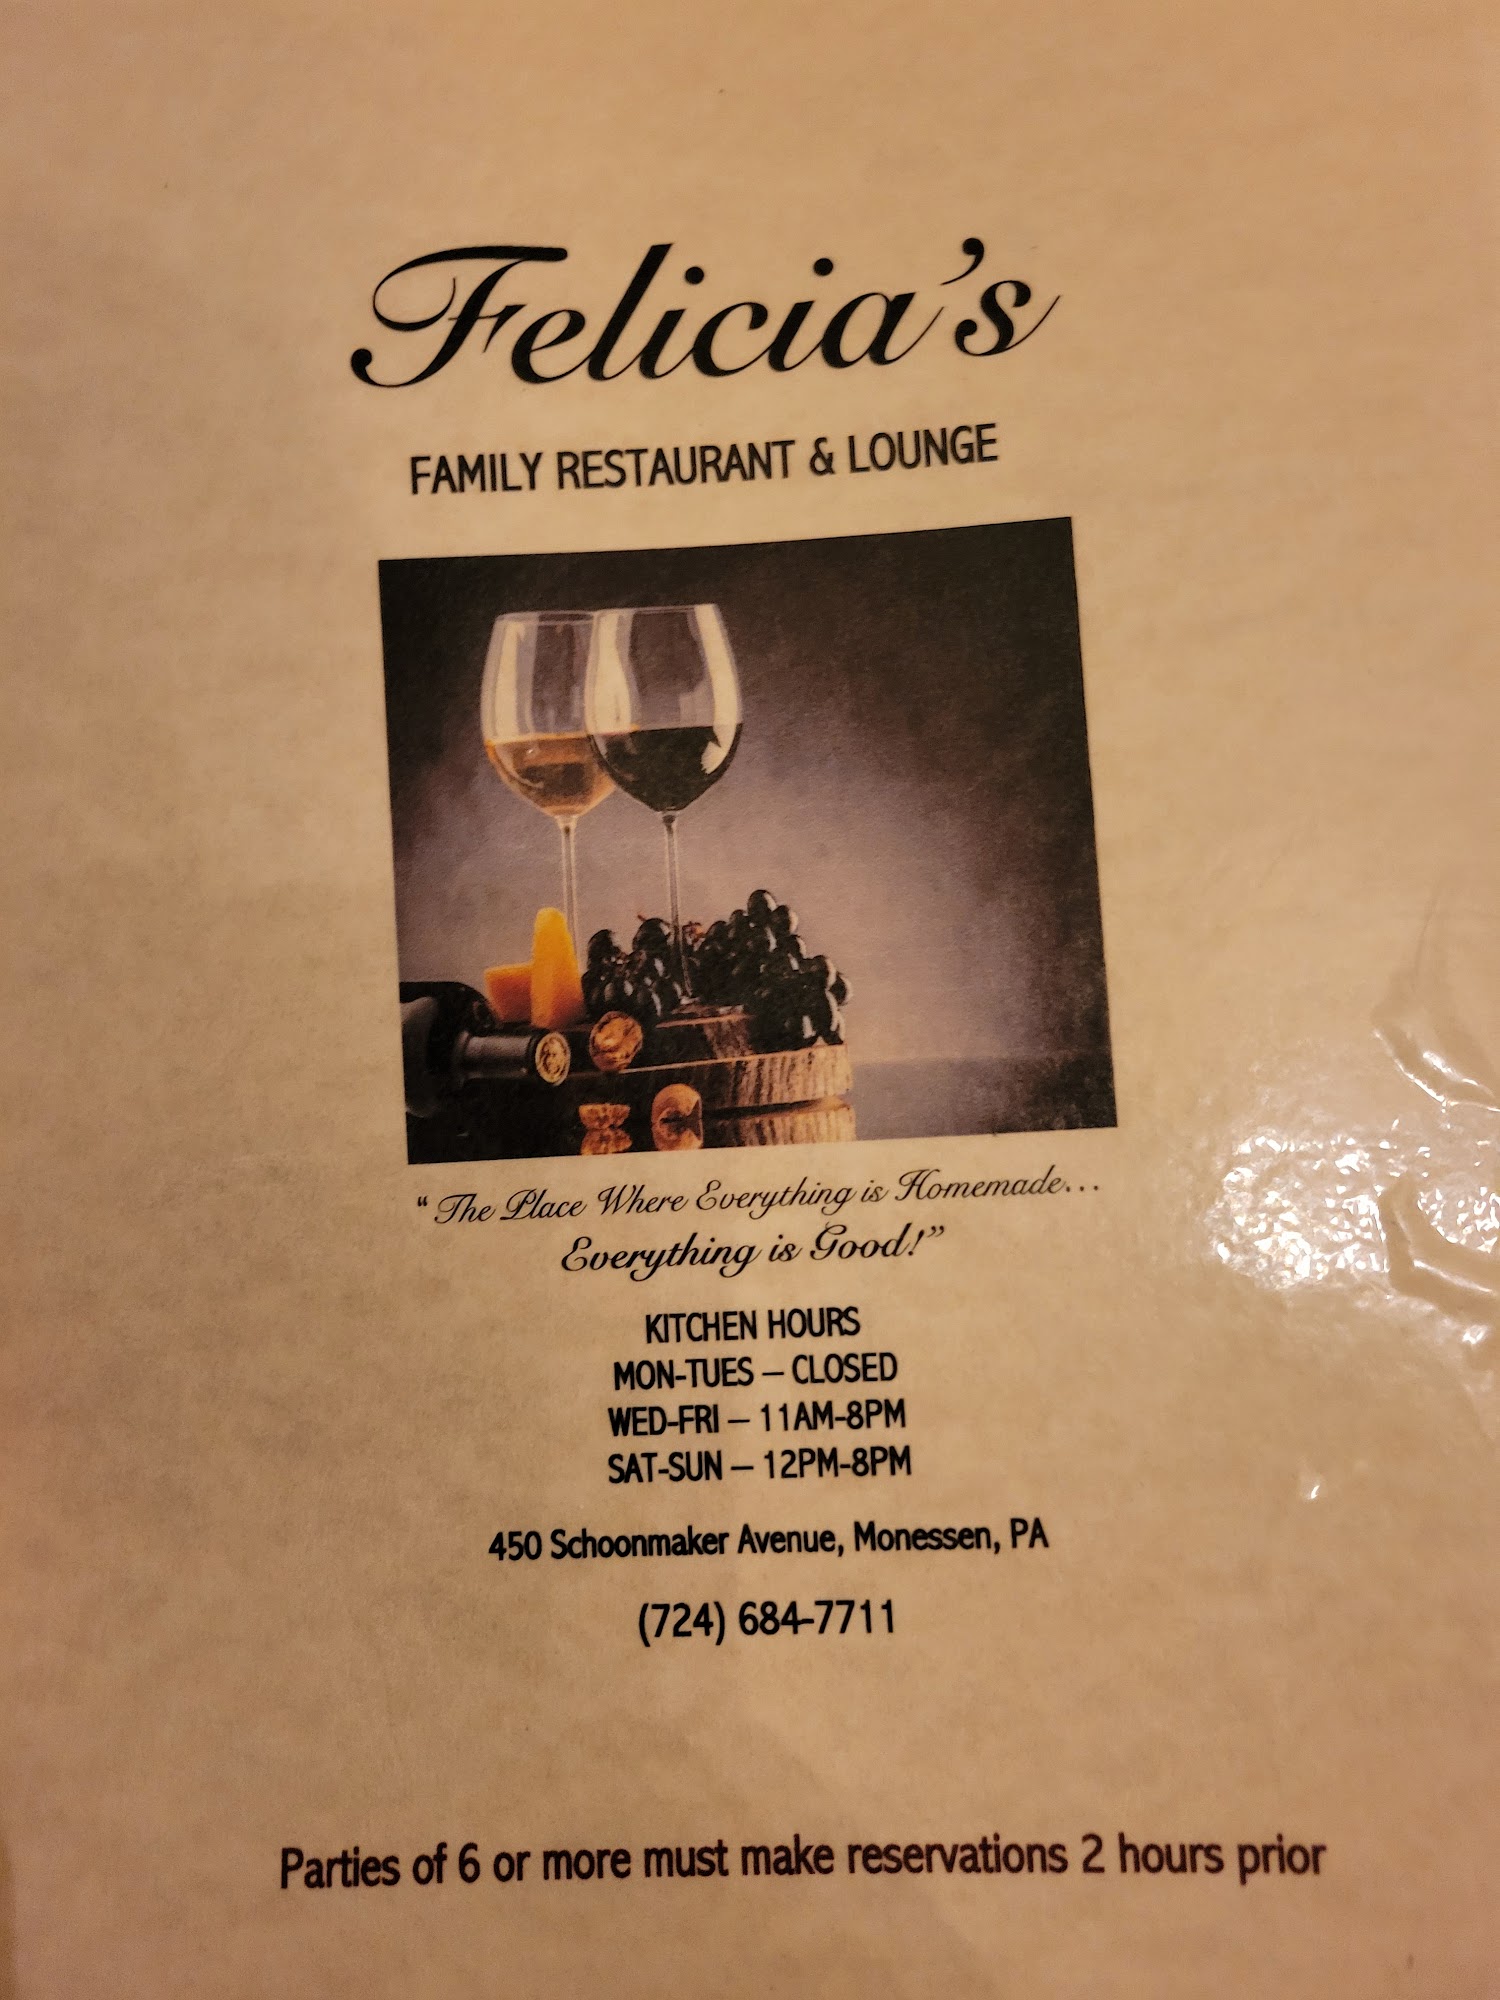 Felicia's
FAMILY RESTAURANT & LOUNGE
“The Place Where Everything is Homemade...
Everything is Good!”
KITCHEN HOURS
MON-TUES – CLOSED
WED-FRI – 11AM-8PM
SAT-SUN – 12PM-8PM
450 Schoonmaker Avenue, Monessen, PA
(724) 684-7711
Parties of 6 or more must make reservations 2 hours prior